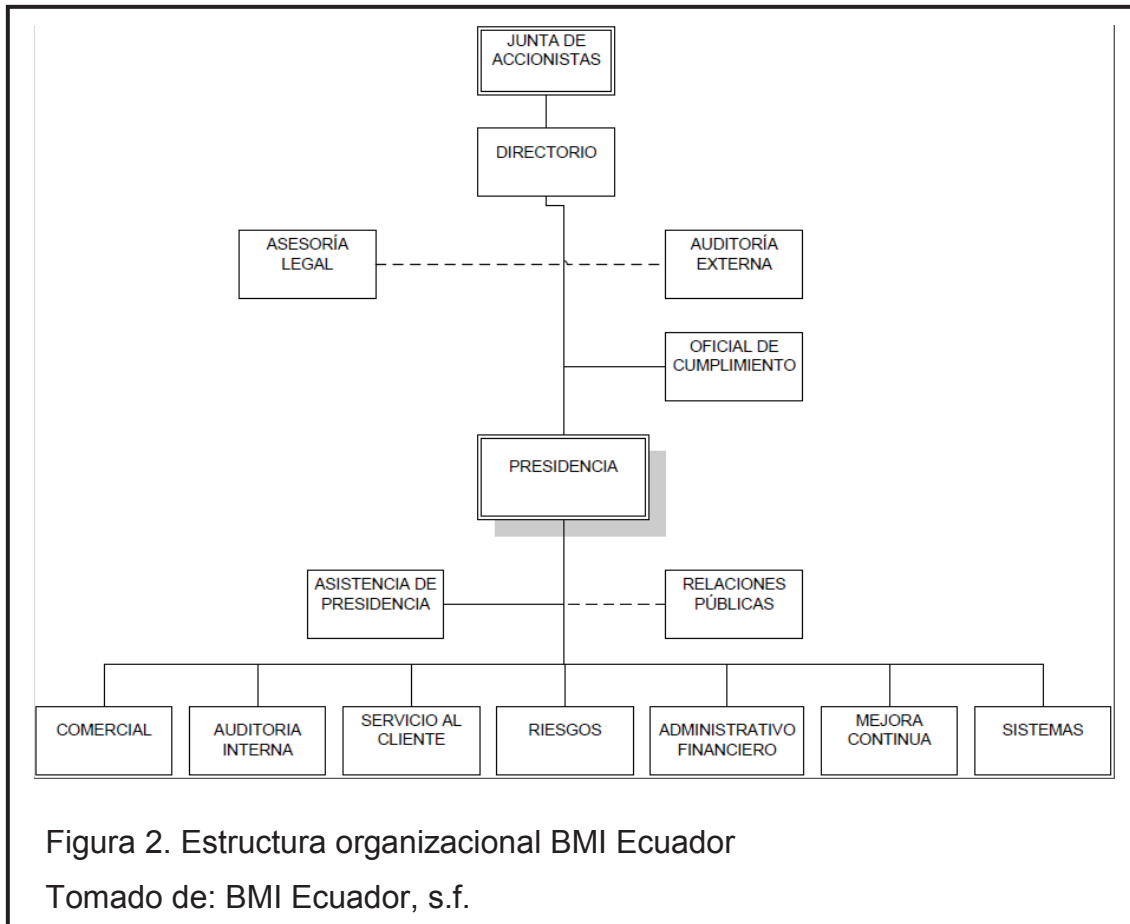 JUNTA DE
ACCIONISTAS
DIRECTORIO
ASESORÍA
LEGAL
AUDITORÍA
EXTERNA
OFICIAL DE
CUMPLIMIENTO
PRESIDENCIA
ASISTENCIA DE
PRESIDENCIA
RELACIONES
PÚBLICAS
COMERCIAL
AUDITORIA
INTERNA
SERVICIO AL
CLIENTE
RIESGOS
ADMINISTRATIVO
FINANCIERO
MEJORA
CONTINUA
SISTEMAS
Figura 2. Estructura organizacional BMI Ecuador
Tomado de: BMI Ecuador, s.f.